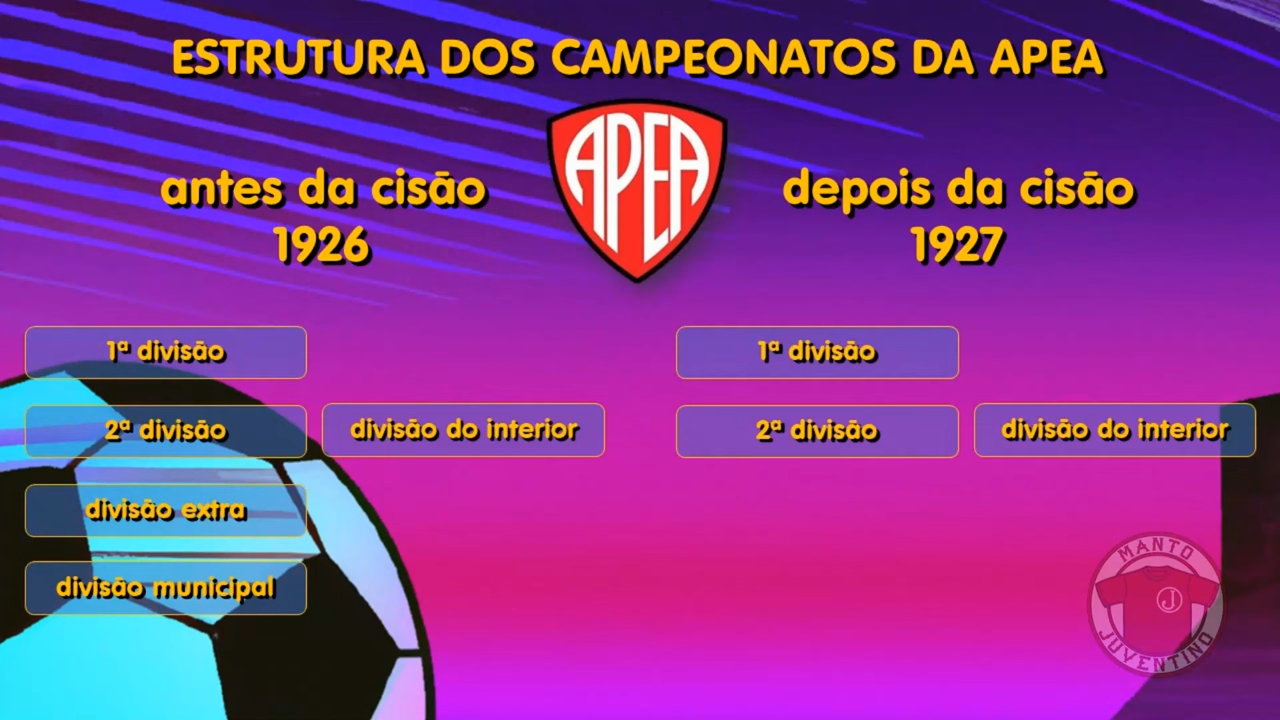 ESTRUTURA DOS CAMPEONATOS DA APEA
APEA
antes da cisão
1926
depois da cisão
1927
1ª divisão
2ª divisão
divisão do interior
divisão extra
divisão municipal
1ª divisão
2ª divisão
divisão do interior
MANTO
J
JUVENTINO